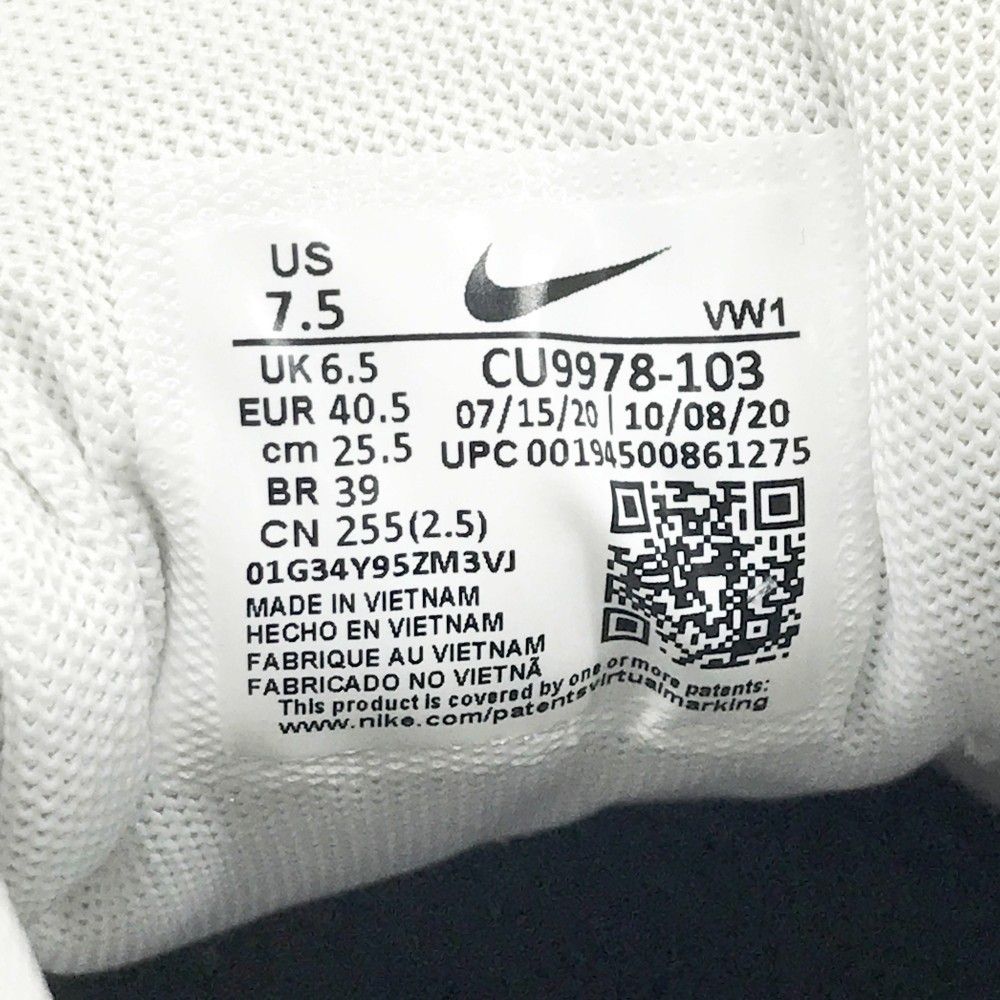 US
7.5
VW1
UK 6.5
CU9978-103
EUR 40.5
07/15/20 | 10/08/20
cm 25.5
UPC 00194500861275
BR 39
CN 255(2.5)
01G34Y95ZM3VJ
MADE IN VIETNAM
HECHO EN VIETNAM
FABRIQUE AU VIETNAM
FABRICADO NO VIETNÃ
This product is covered by one or more patents:
www.nike.com/patentsvirtualmarking